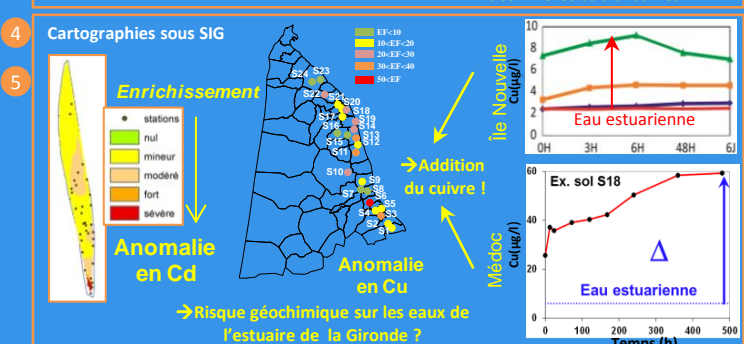 4
Cartographies sous SIG
5
Enrichissement
stations
nul
mineur
modéré
fort
sévère
Anomalie
en Cd
EF<10
10<EF<20
20<EF<30
30<EF<40
50<EF
S24
S23
S22
S21
S20
S18
S17
S19
S16
S14
S13
S15
S12
S11
S10
S9
S7
S8
S6
S5
S4
S3
S2
S1
Anomalie
en Cu
→Addition
du cuivre !
→Risque géochimique sur les eaux de
l'estuaire de la Gironde ?
Île Nouvelle
Cu(µg/l)
10
8
6
4
2
0
Eau estuarienne
0H
3H
6H
48H
6J
Médoc
Cu(µg/l)
60
40
20
0
Ex. sol S18
Δ
Eau estuarienne
0
100
200
300
400
500
Temps (h)